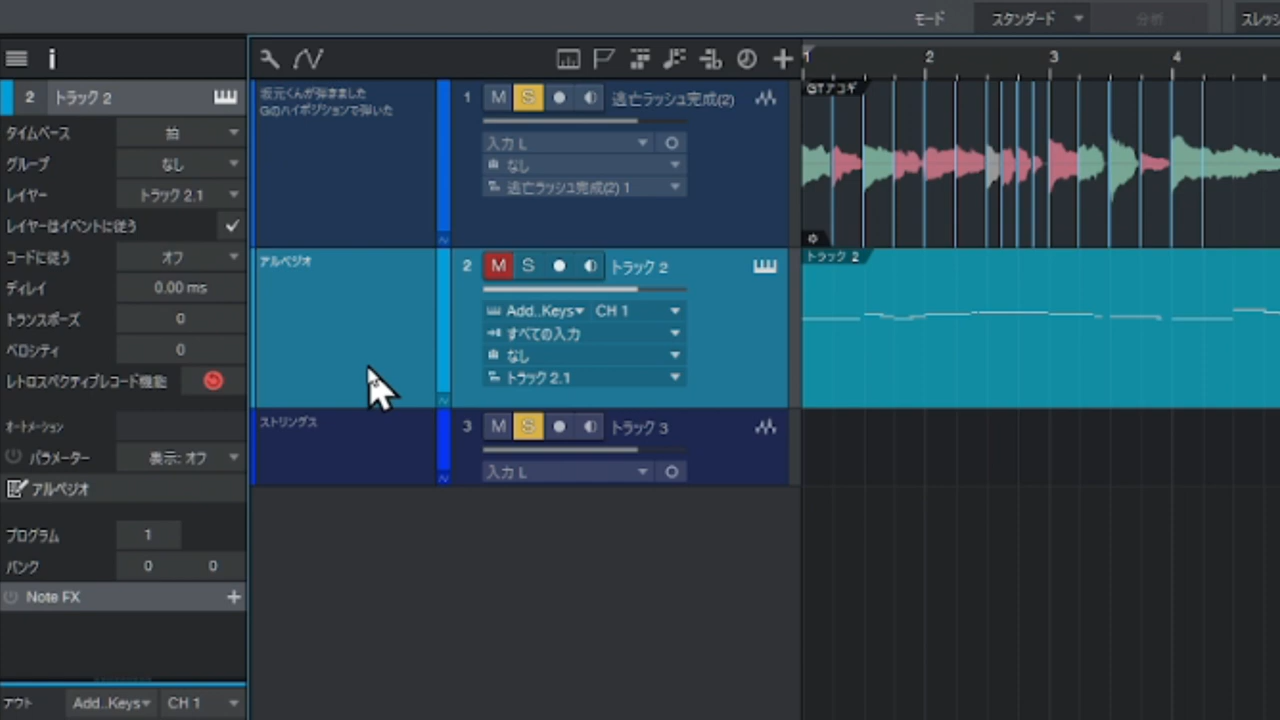 モード
スタンダード
分析
スレッシ
i
1
2
3
4
2 トラック 2
タイムベース 拍
グループ なし
レイヤー トラック 2.1
レイヤーはイベントに従う
コードに従う オフ
ディレイ 0.00 ms
トランスポーズ 0
ベロシティ 0
レトロスペクティブレコード機能
オートメーション
パラメーター 表示: オフ
アルペジオ
プログラム 1
バンク 0 0
Note FX +
アウト Add..Keys CH 1
坂元くんが弾きました
Gのハイポジションで弾いた
1 M S 逃亡ラッシュ完成(2)
入力 L
なし
逃亡ラッシュ完成(2) 1
GTアコギ
アルペジオ
2 M S トラック 2
Add..Keys CH 1
すべての入力
なし
トラック 2.1
トラック 2
ストリングス
3 M S トラック 3
入力 L